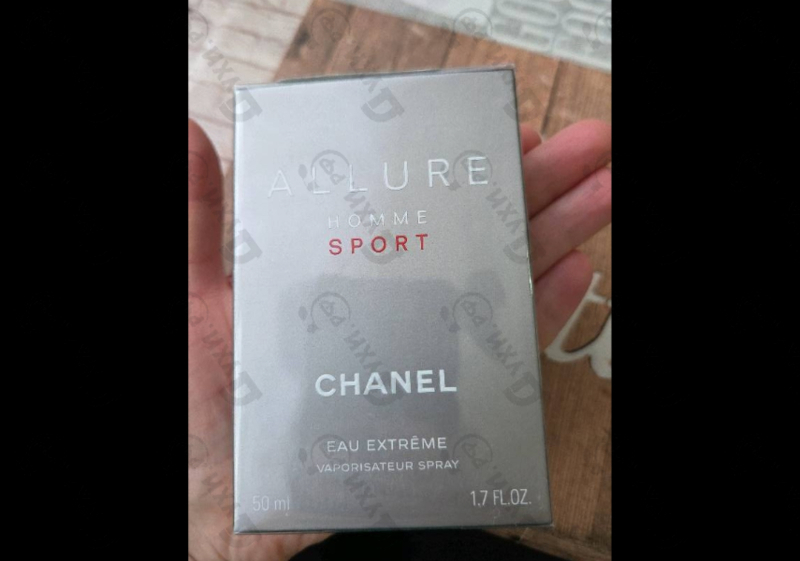 ALLURE
HOMME
SPORT
CHANEL
EAU EXTRÊME
VAPORISATEUR SPRAY
50 ml
1.7 FL.OZ.